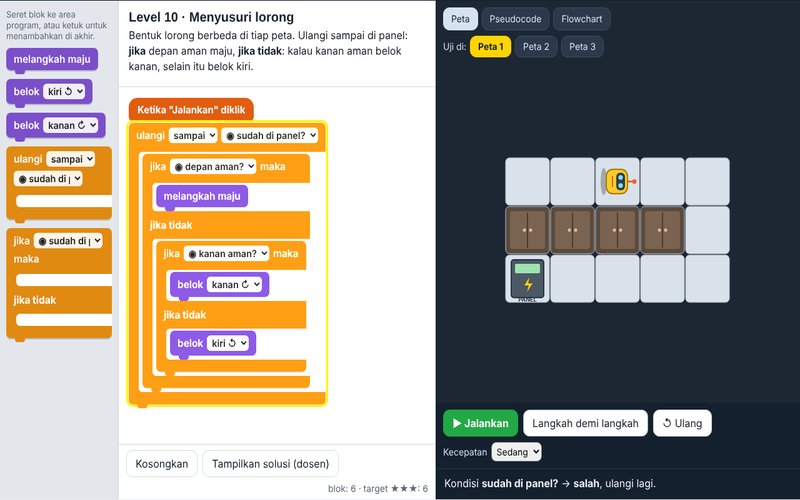 Seret blok ke area
program, atau ketuk untuk
menambahkan di akhir.
melangkah maju
belok kiri ↺
belok kanan ↻
ulangi sampai
◉ sudah di p
jika ◉ sudah di p
maka
jika tidak
Level 10 · Menyusuri lorong
Bentuk lorong berbeda di tiap peta. Ulangi sampai di panel:
jika depan aman maju, jika tidak: kalau kanan aman belok
kanan, selain itu belok kiri.
Ketika "Jalankan" diklik
ulangi sampai ◉ sudah di panel?
jika ◉ depan aman? maka
melangkah maju
jika tidak
jika ◉ kanan aman? maka
belok kanan ↻
jika tidak
belok kiri ↺
Kosongkan Tampilkan solusi (dosen)
blok: 6 · target ★★★: 6
Peta Pseudocode Flowchart
Uji di: Peta 1 Peta 2 Peta 3
PANEL
▶ Jalankan Langkah demi langkah ↺ Ulang
Kecepatan Sedang
Kondisi sudah di panel? → salah, ulangi lagi.